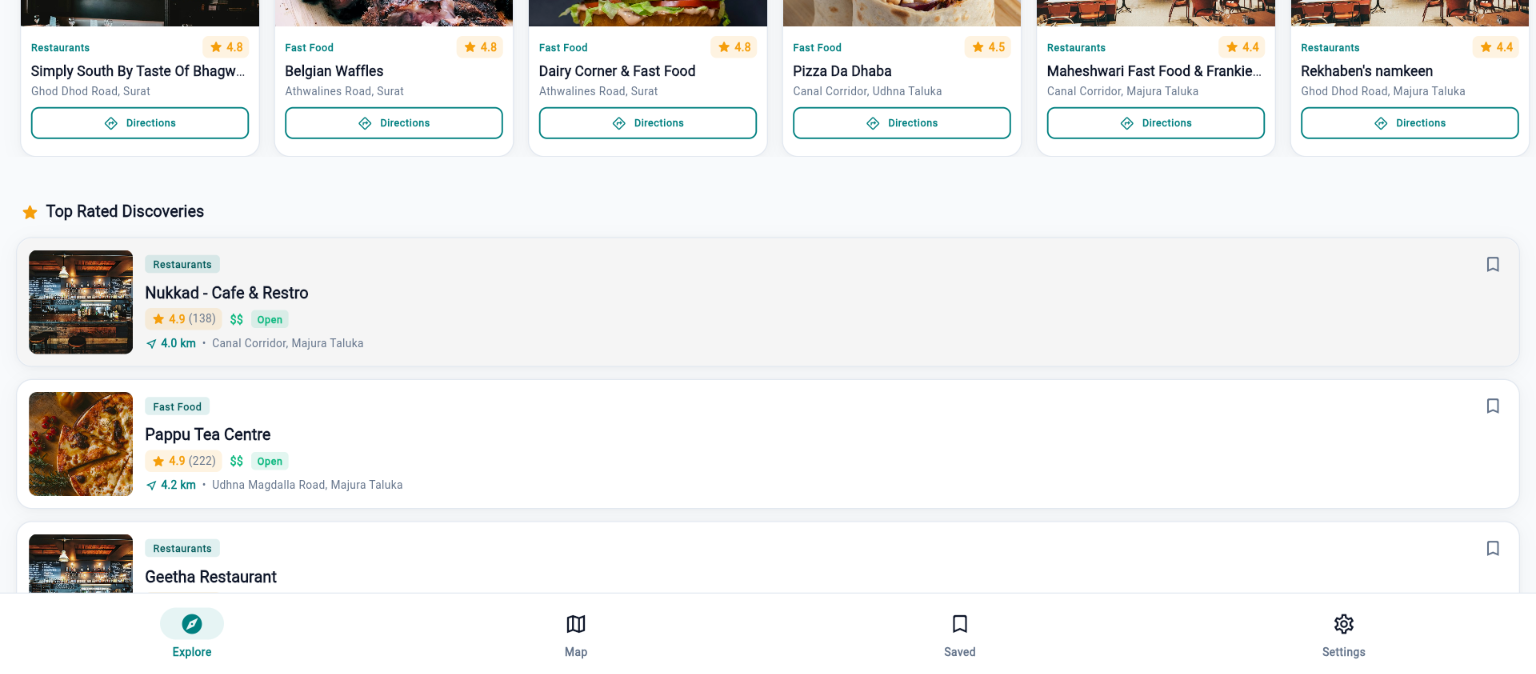 Restaurants
4.8
Simply South By Taste Of Bhagw...
Ghod Dhod Road, Surat
Directions
Fast Food
4.8
Belgian Waffles
Athwalines Road, Surat
Directions
Fast Food
4.8
Dairy Corner & Fast Food
Athwalines Road, Surat
Directions
Fast Food
4.5
Pizza Da Dhaba
Canal Corridor, Udhna Taluka
Directions
Restaurants
4.4
Maheshwari Fast Food & Frankie...
Canal Corridor, Majura Taluka
Directions
Restaurants
4.4
Rekhaben's namkeen
Ghod Dhod Road, Majura Taluka
Directions
Top Rated Discoveries
Restaurants
Nukkad - Cafe & Restro
4.9 (138) $$ Open
4.0 km • Canal Corridor, Majura Taluka
Fast Food
Pappu Tea Centre
4.9 (222) $$ Open
4.2 km • Udhna Magdalla Road, Majura Taluka
Restaurants
Geetha Restaurant
Explore
Map
Saved
Settings